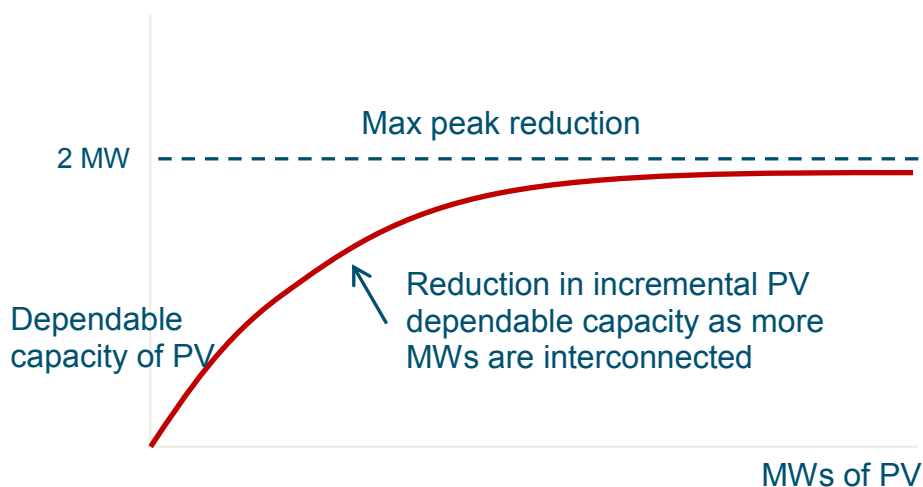 Max peak reduction
2 MW
Reduction in incremental PV
dependable capacity as more
MWs are interconnected
Dependable
capacity of PV
MWs of PV